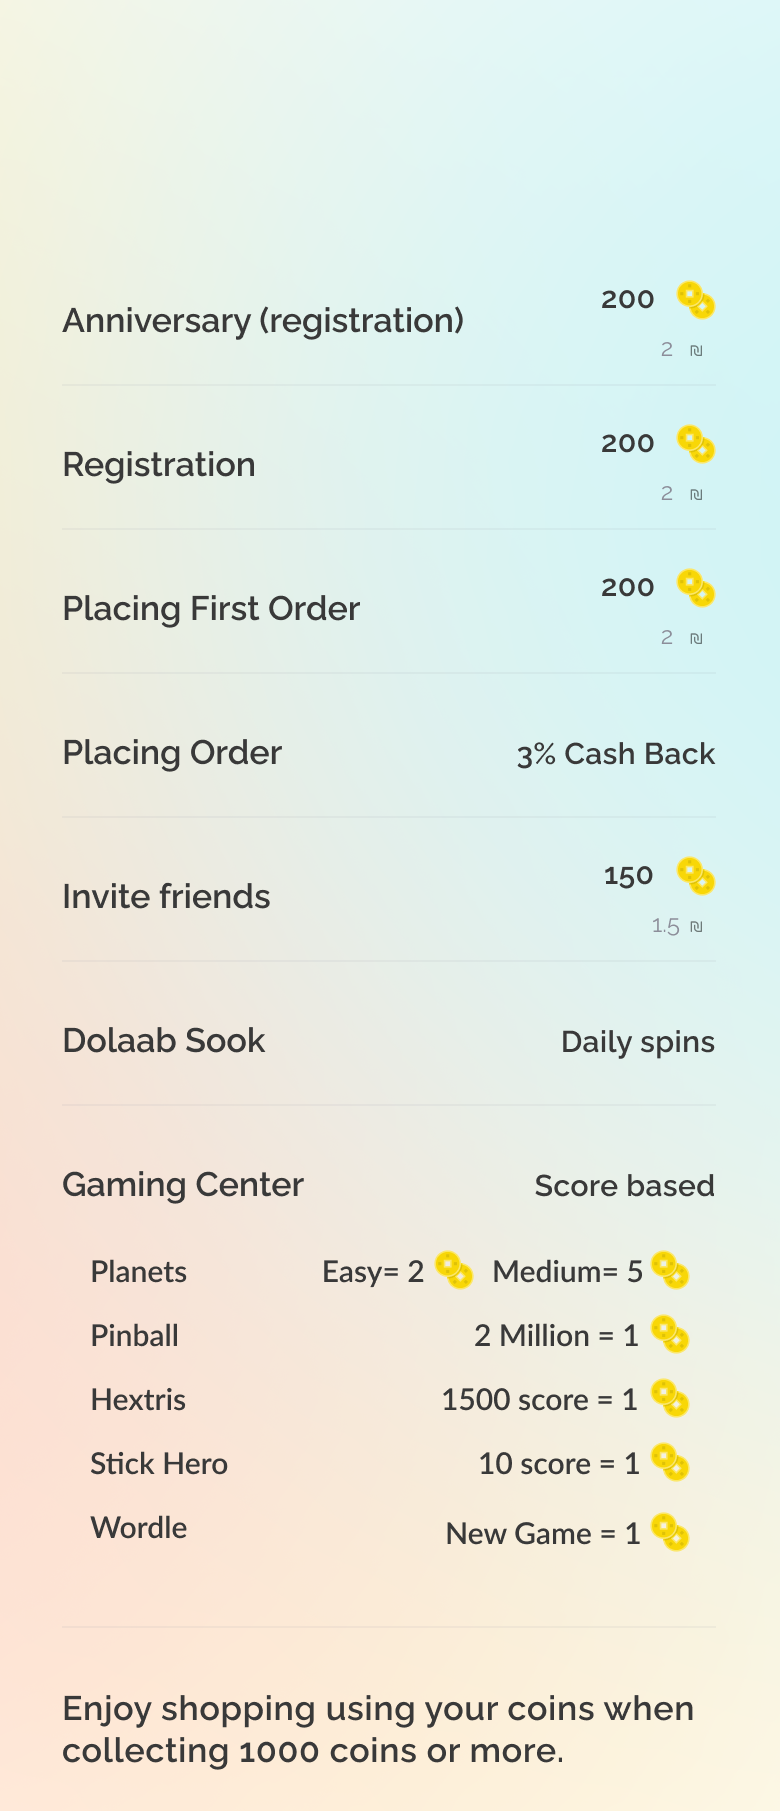 Anniversary (registration) 200
2 ₪
Registration 200
2 ₪
Placing First Order 200
2 ₪
Placing Order 3% Cash Back
Invite friends 150
1.5 ₪
Dolaab Sook Daily spins
Gaming Center Score based
Planets Easy= 2 Medium= 5
Pinball 2 Million = 1
Hextris 1500 score = 1
Stick Hero 10 score = 1
Wordle New Game = 1
Enjoy shopping using your coins when
collecting 1000 coins or more.